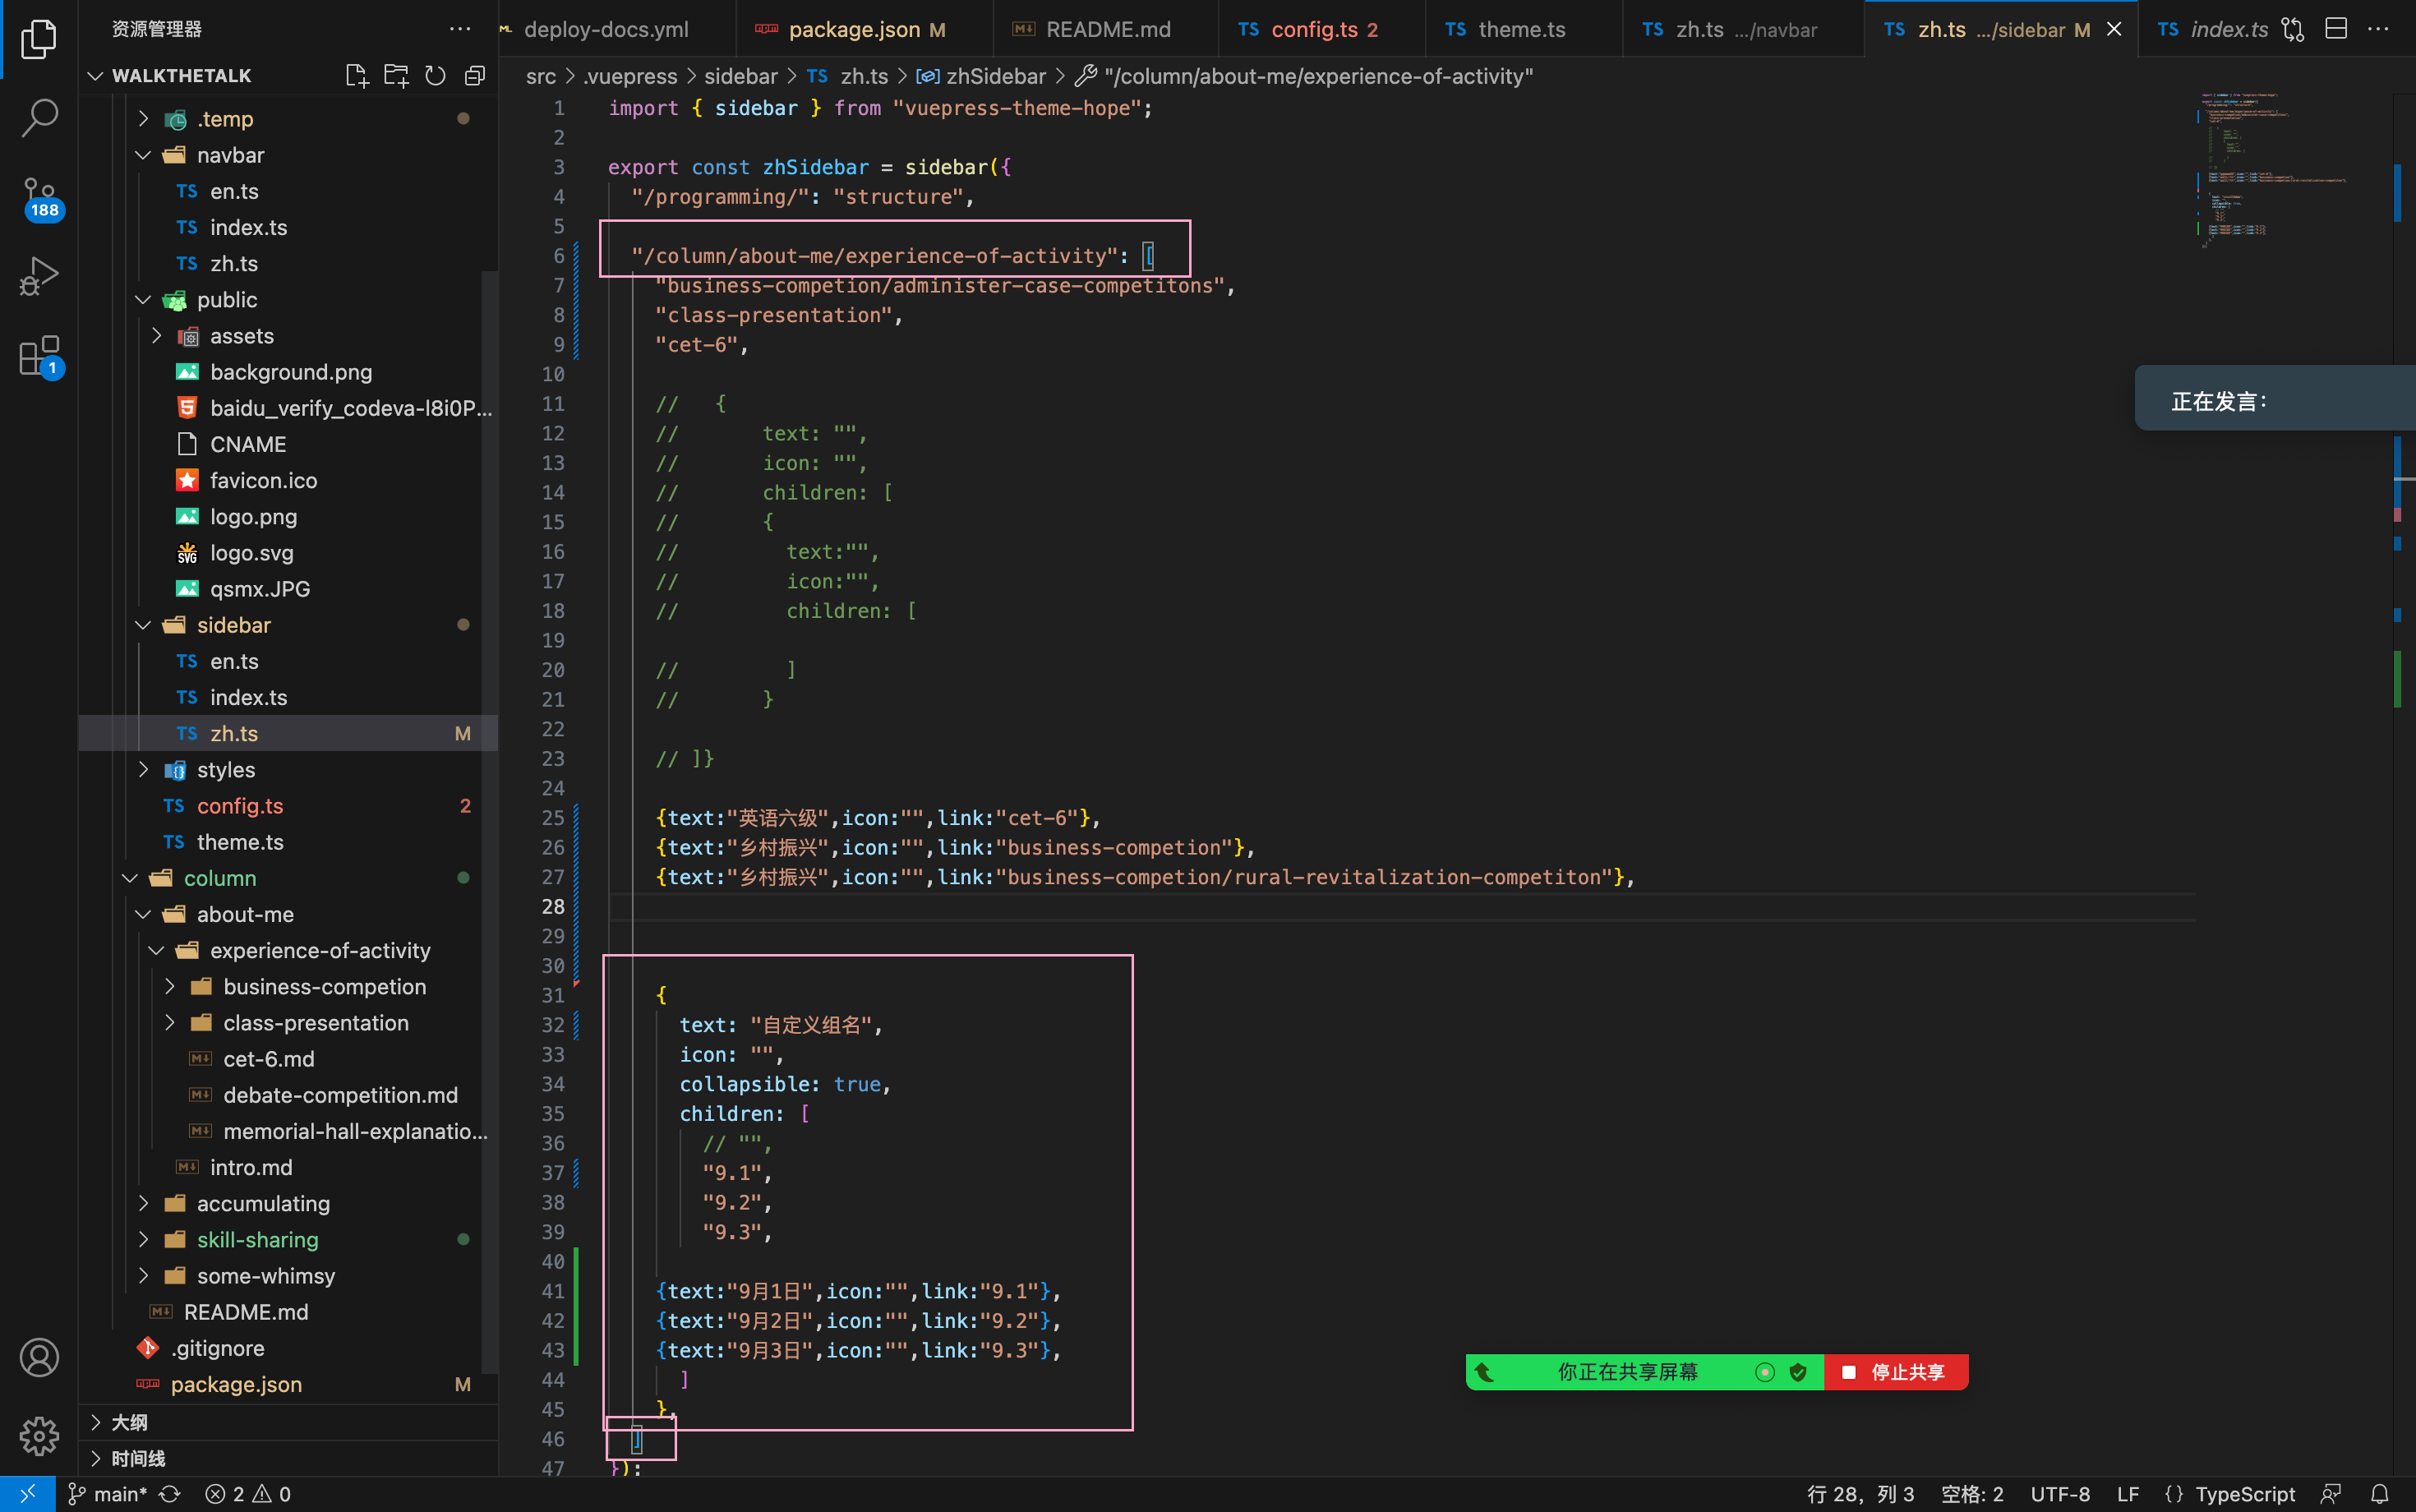 资源管理器
WALKTHETALK
.temp
navbar
en.ts
index.ts
zh.ts
public
assets
background.png
baidu_verify_codeva-l8i0P...
CNAME
favicon.ico
logo.png
logo.svg
qsmx.JPG
sidebar
en.ts
index.ts
zh.ts M
styles
config.ts 2
theme.ts
column
about-me
experience-of-activity
business-competion
class-presentation
cet-6.md
debate-competition.md
memorial-hall-explanatio...
intro.md
accumulating
skill-sharing
some-whimsy
README.md
.gitignore
package.json M
大纲
时间线
188
1
deploy-docs.yml package.json M README.md TS config.ts 2 TS theme.ts TS zh.ts .../navbar TS zh.ts .../sidebar M TS index.ts
src > .vuepress > sidebar > TS zh.ts > zhSidebar > "/column/about-me/experience-of-activity"
1 import { sidebar } from "vuepress-theme-hope";
2
3 export const zhSidebar = sidebar({
4 "/programming/": "structure",
5
6 "/column/about-me/experience-of-activity": [
7 "business-competion/administer-case-competitons",
8 "class-presentation",
9 "cet-6",
10
11 // {
12 // text: "",
13 // icon: "",
14 // children: [
15 // {
16 // text:"",
17 // icon:"",
18 // children: [
19
20 // ]
21 // }
22
23 // ]}
24
25 {text:"英语六级",icon:"",link:"cet-6"},
26 {text:"乡村振兴",icon:"",link:"business-competion"},
27 {text:"乡村振兴",icon:"",link:"business-competion/rural-revitalization-competiton"},
28
29
30
31 {
32 text: "自定义组名",
33 icon: "",
34 collapsible: true,
35 children: [
36 // "",
37 "9.1",
38 "9.2",
39 "9.3",
40
41 {text:"9月1日",icon:"",link:"9.1"},
42 {text:"9月2日",icon:"",link:"9.2"},
43 {text:"9月3日",icon:"",link:"9.3"},
44 ]
45 },
46 ]
47 });
正在发言:
你正在共享屏幕 停止共享
main* 2 0 行 28，列 3 空格: 2 UTF-8 LF {} TypeScript